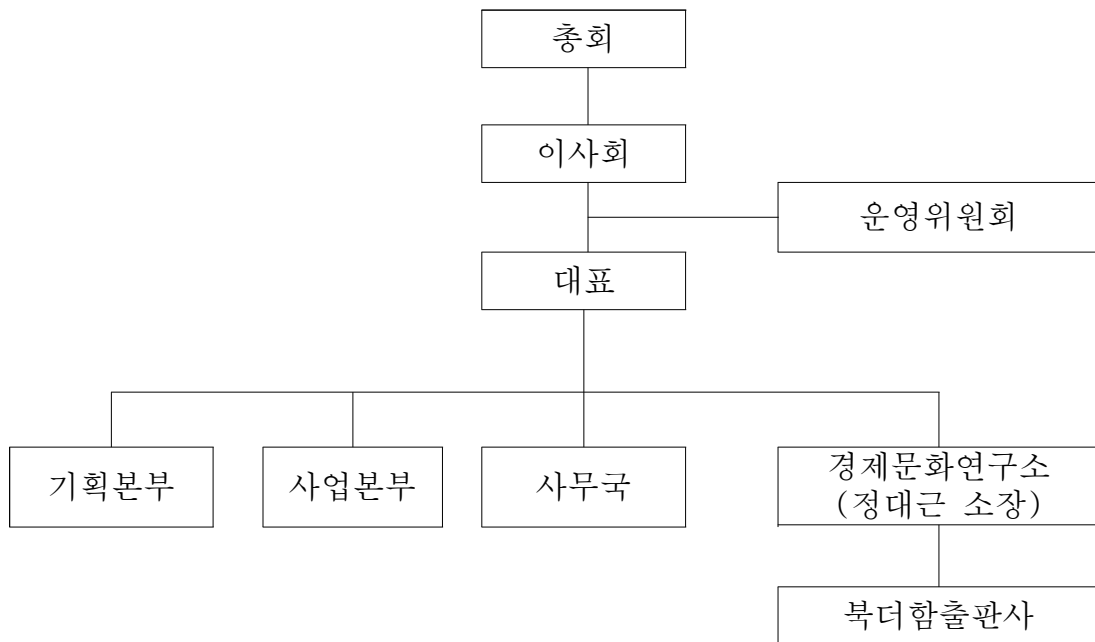 총회
이사회
운영위원회
대표
기획본부
사업본부
사무국
경제문화연구소
(정대근 소장)
북더함출판사